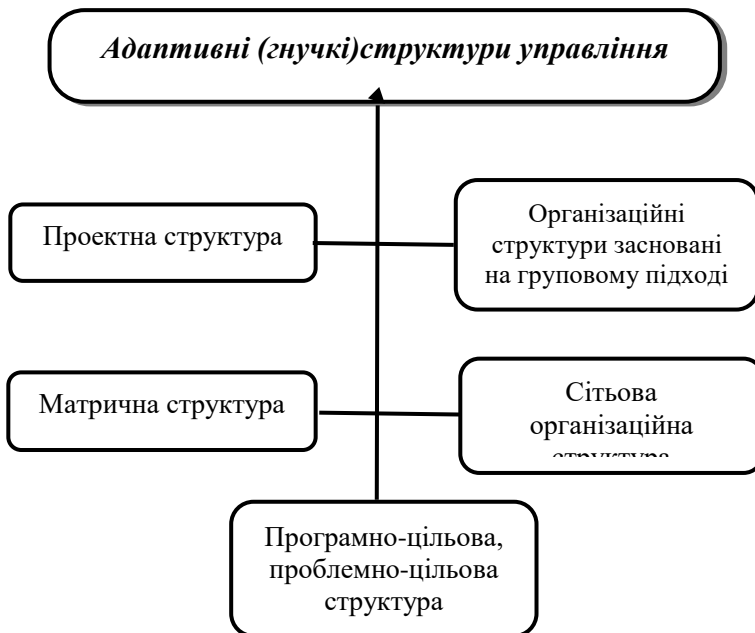 Адаптивні (гнучкі)структури управління
Проектна структура
Організаційні
структури засновані
на груповому підході
Матрична структура
Сітьова
організаційна
структура
Програмно-цільова,
проблемно-цільова
структура